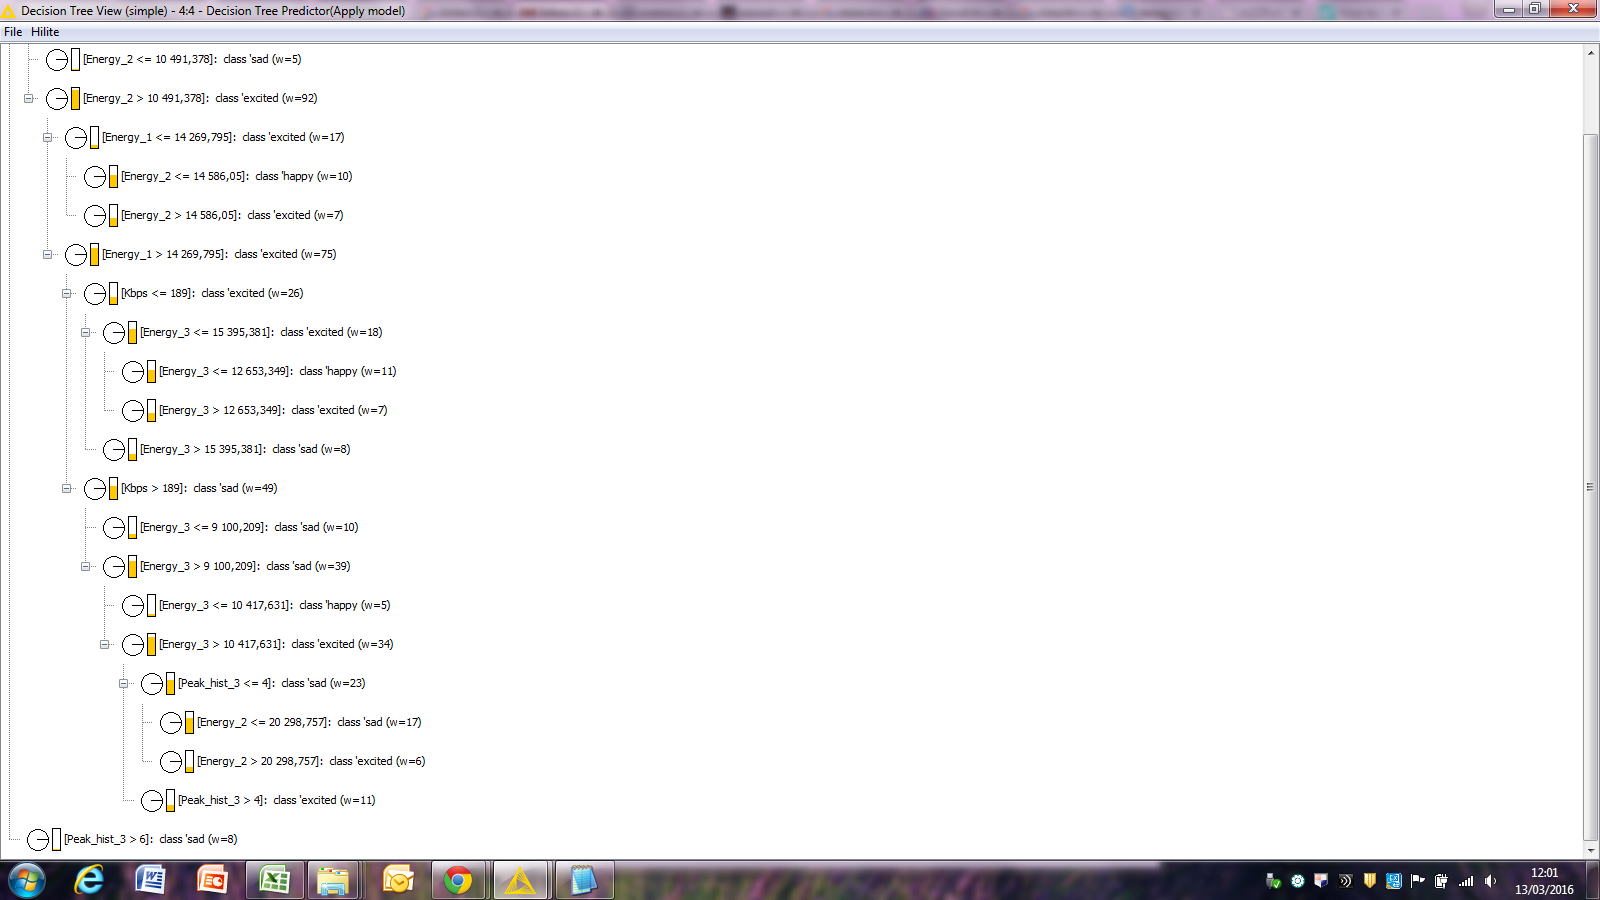 Decision Tree View (simple) - 4:4 - Decision Tree Predictor(Apply model)
File Hilite
[Energy_2 <= 10 491,378]: class 'sad (w=5)
[Energy_2 > 10 491,378]: class 'excited (w=92)
[Energy_1 <= 14 269,795]: class 'excited (w=17)
[Energy_2 <= 14 586,05]: class 'happy (w=10)
[Energy_2 > 14 586,05]: class 'excited (w=7)
[Energy_1 > 14 269,795]: class 'excited (w=75)
[Kbps <= 189]: class 'excited (w=26)
[Energy_3 <= 15 395,381]: class 'excited (w=18)
[Energy_3 <= 12 653,349]: class 'happy (w=11)
[Energy_3 > 12 653,349]: class 'excited (w=7)
[Energy_3 > 15 395,381]: class 'sad (w=8)
[Kbps > 189]: class 'sad (w=49)
[Energy_3 <= 9 100,209]: class 'sad (w=10)
[Energy_3 > 9 100,209]: class 'sad (w=39)
[Energy_3 <= 10 417,631]: class 'happy (w=5)
[Energy_3 > 10 417,631]: class 'excited (w=34)
[Peak_hist_3 <= 4]: class 'sad (w=23)
[Energy_2 <= 20 298,757]: class 'sad (w=17)
[Energy_2 > 20 298,757]: class 'excited (w=6)
[Peak_hist_3 > 4]: class 'excited (w=11)
[Peak_hist_3 > 6]: class 'sad (w=8)
12:01
13/03/2016